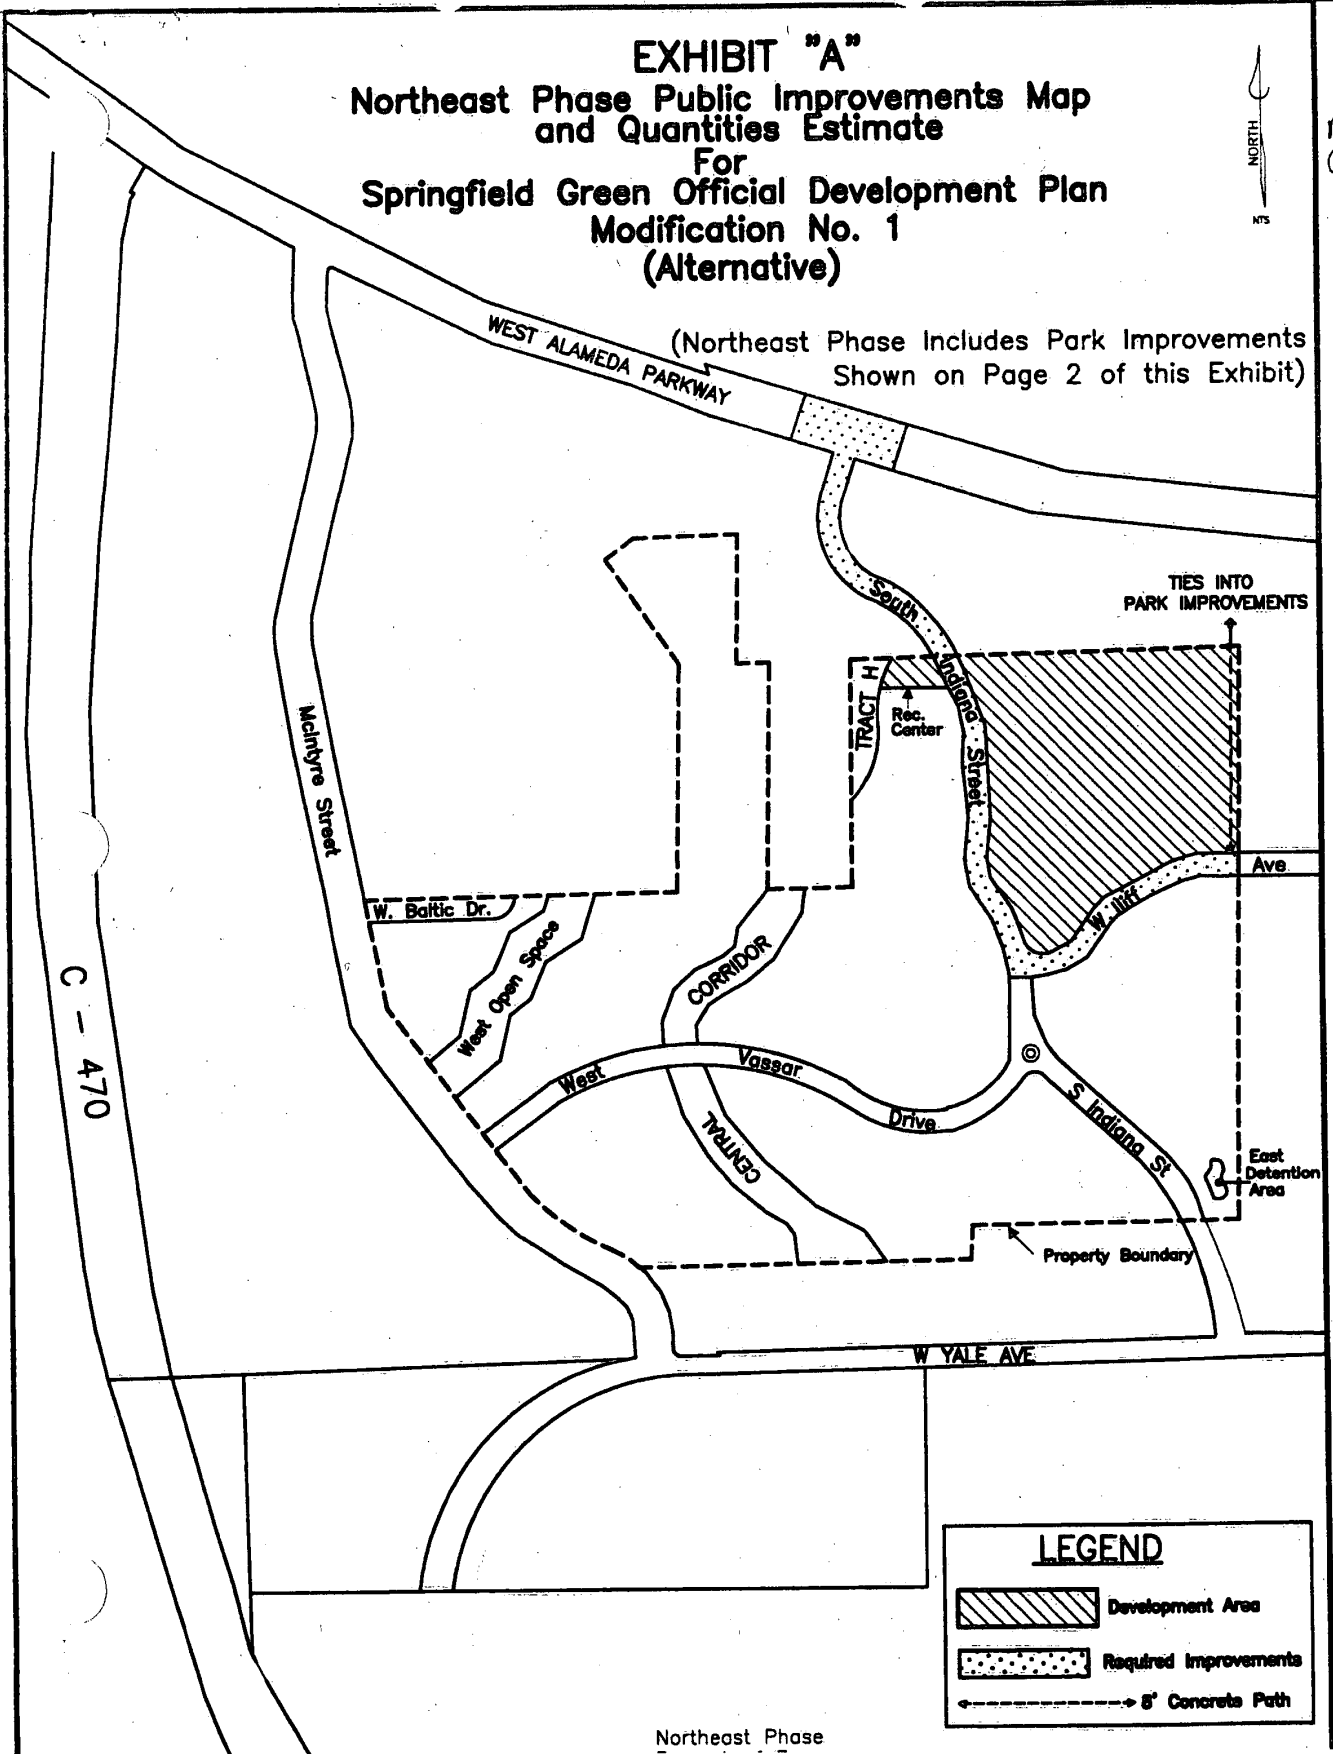 EXHIBIT "A"
Northeast Phase Public Improvements Map
and Quantities Estimate
For
Springfield Green Official Development Plan
Modification No. 1
(Alternative)
NORTH
NTS
(Northeast Phase Includes Park Improvements
Shown on Page 2 of this Exhibit)
WEST ALAMEDA PARKWAY
TIES INTO
PARK IMPROVEMENTS
South Indiana Street
TRACT H
Rec.
Center
McIntyre Street
Ave
W. Iliff
W. Baltic Dr.
West Open Space
CORRIDOR
C - 470
West Vassar Drive
CENTRAL
S Indiana St
East
Detention
Area
Property Boundary
W YALE AVE
LEGEND
Development Area
Required Improvements
8' Concrete Path
Northeast Phase